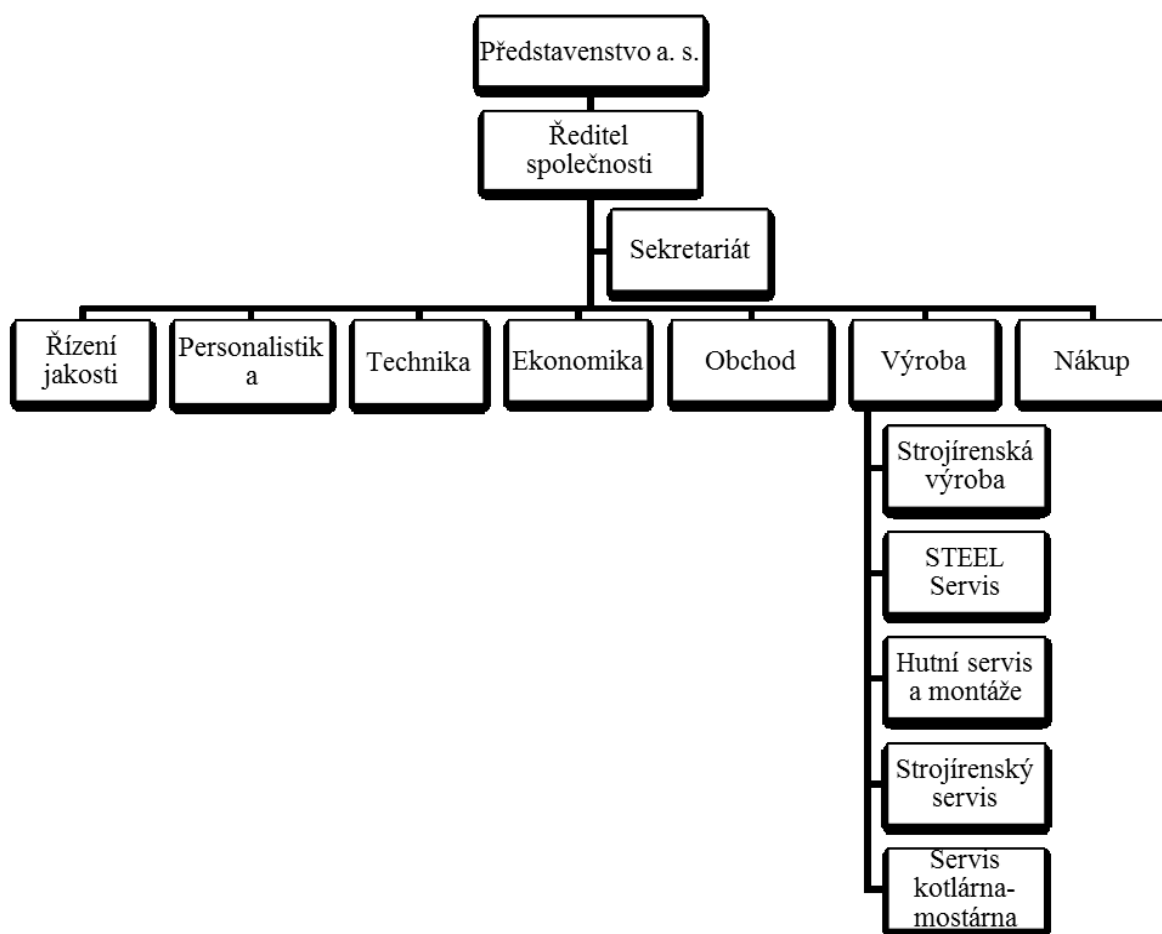 Představenstvo a. s.
Ředitel
společnosti
Sekretariát
Řízení
jakosti
Personalistik
a
Technika
Ekonomika
Obchod
Výroba
Nákup
Strojírenská
výroba
STEEL
Servis
Hutní servis
a montáže
Strojírenský
servis
Servis
kotlárna-
mostárna